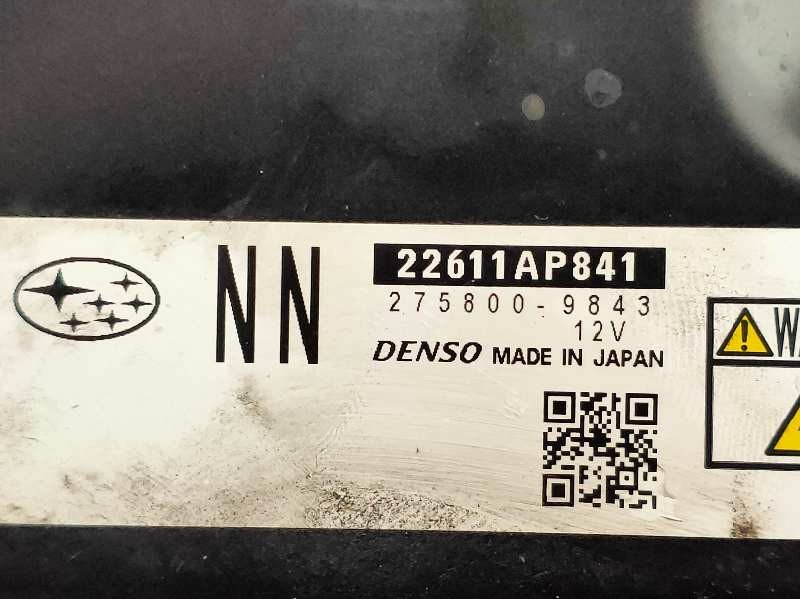 NN
22611AP841
275800-9843
12V
DENSO MADE IN JAPAN